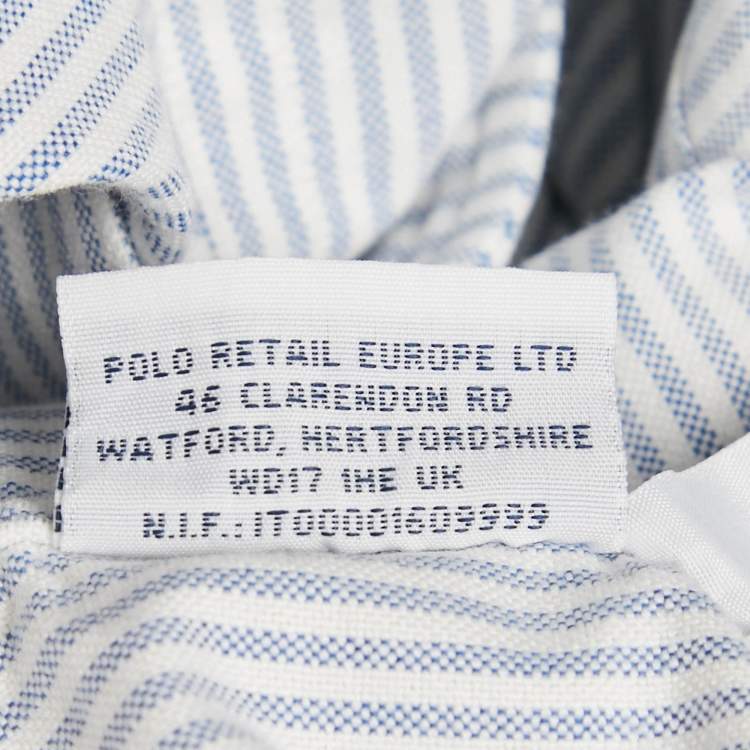 POLO RETAIL EUROPE LTD
46 CLARENDON RD
WATFORD, HERTFORDSHIRE
WD17 1HE UK
N.I.F.: IT00001609999